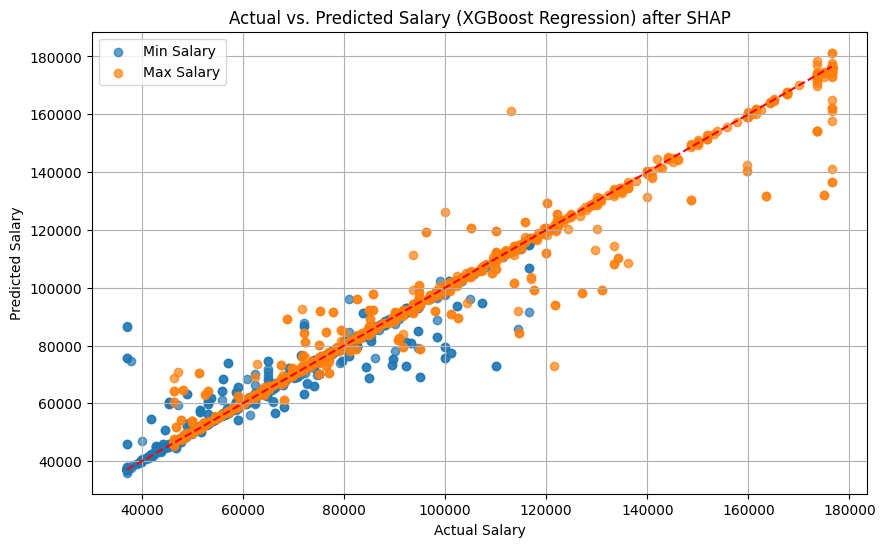 Actual vs. Predicted Salary (XGBoost Regression) after SHAP
Min Salary
Max Salary
Predicted Salary
180000
160000
140000
120000
100000
80000
60000
40000
40000 60000 80000 100000 120000 140000 160000 180000
Actual Salary